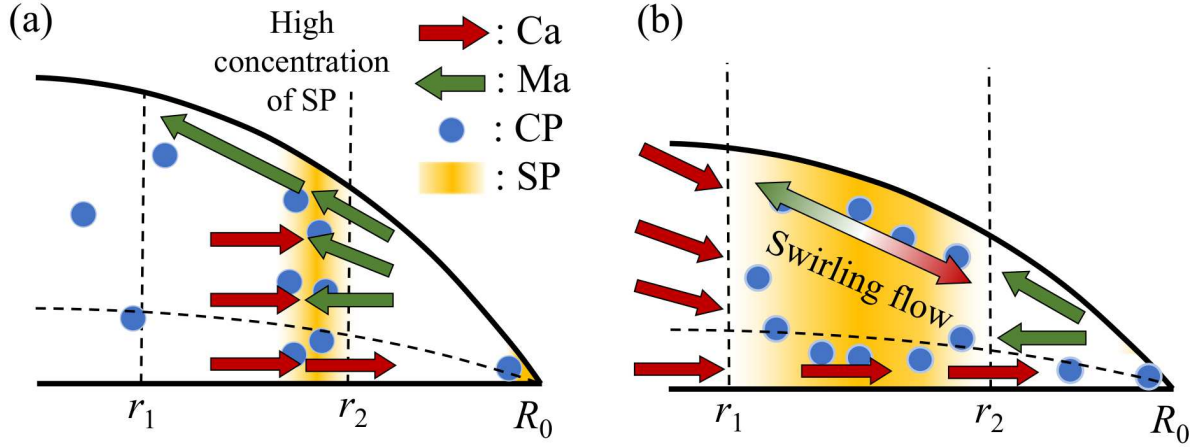 (a)
High
concentration
of SP
: Ca
: Ma
: CP
: SP
r1
r2
R0
(b)
Swirling flow
r1
r2
R0